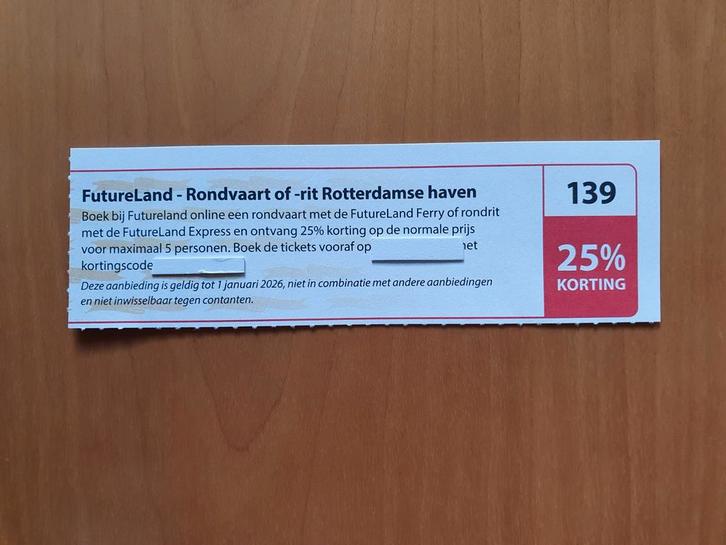 FutureLand - Rondvaart of -rit Rotterdamse haven
Boek bij Futureland online een rondvaart met de FutureLand Ferry of rondrit
met de FutureLand Express en ontvang 25% korting op de normale prijs
voor maximaal 5 personen. Boek de tickets vooraf op
kortingscode
Deze aanbieding is geldig tot 1 januari 2026, niet in combinatie met andere aanbiedingen
en niet inwisselbaar tegen contanten.
139
25%
KORTING